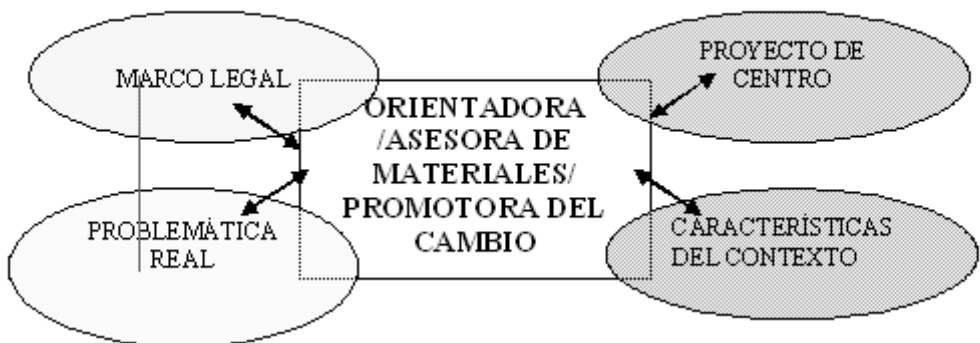 MARCO LEGAL
PROYECTO DE
CENTRO
ORIENTADORA
/ASESORA DE
MATERIALES/
PROMOTORA DEL
CAMBIO
PROBLEMÁTICA
REAL
CARACTERÍSTICAS
DEL CONTEXTO